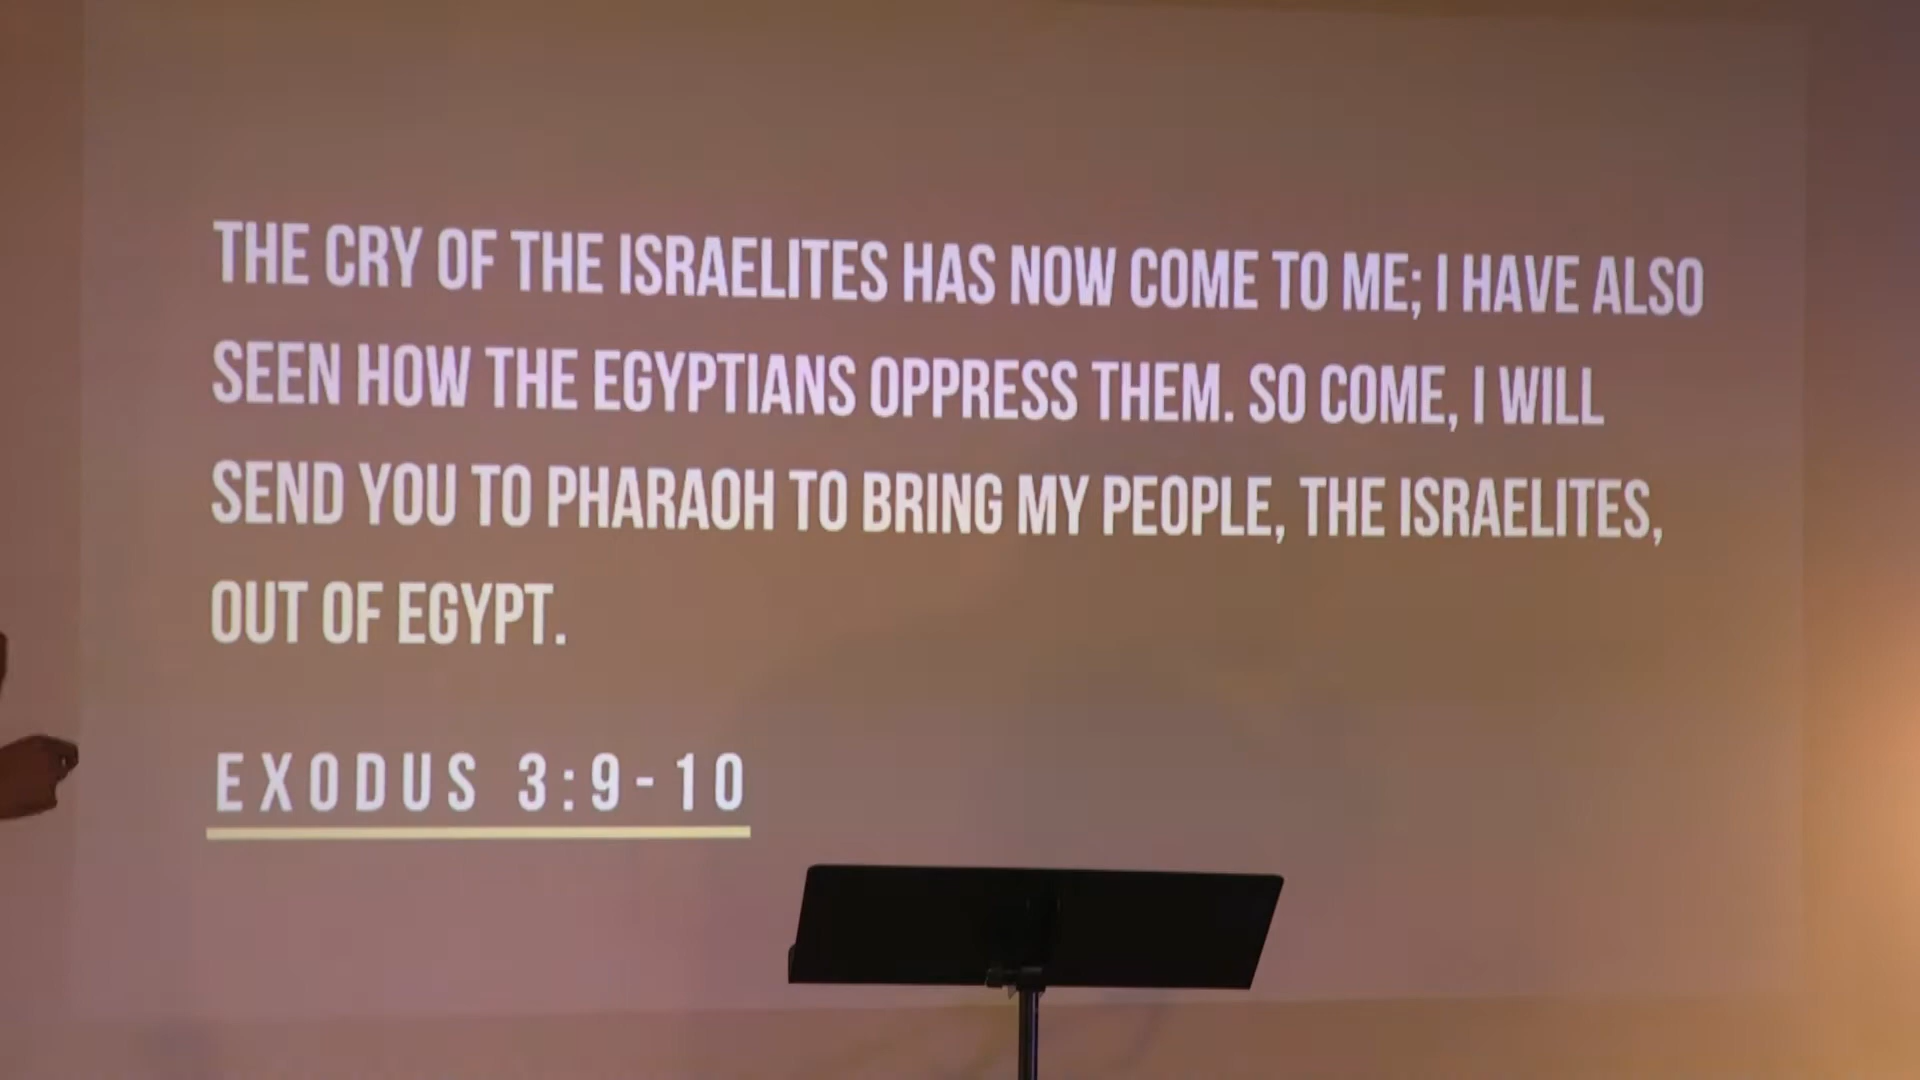 THE CRY OF THE ISRAELITES HAS NOW COME TO ME; I HAVE ALSO
SEEN HOW THE EGYPTIANS OPPRESS THEM. SO COME, I WILL
SEND YOU TO PHARAOH TO BRING MY PEOPLE, THE ISRAELITES,
OUT OF EGYPT.
EXODUS 3:9-10